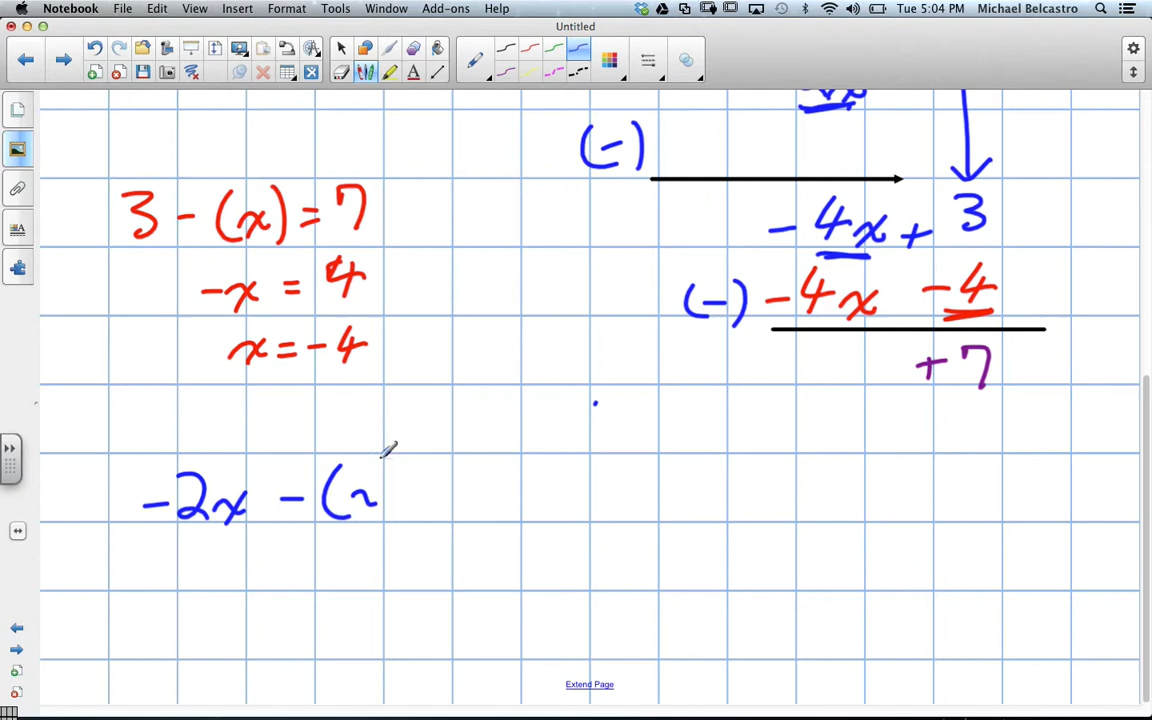 Notebook File Edit View Insert Format Tools Window Add-ons Help Tue 5:04 PM Michael Belcastro
Untitled
(-)
3 - (x) = 7
-x = 4
x = -4
-4x + 3
(-) -4x -4
+7
-2x - (
Extend Page